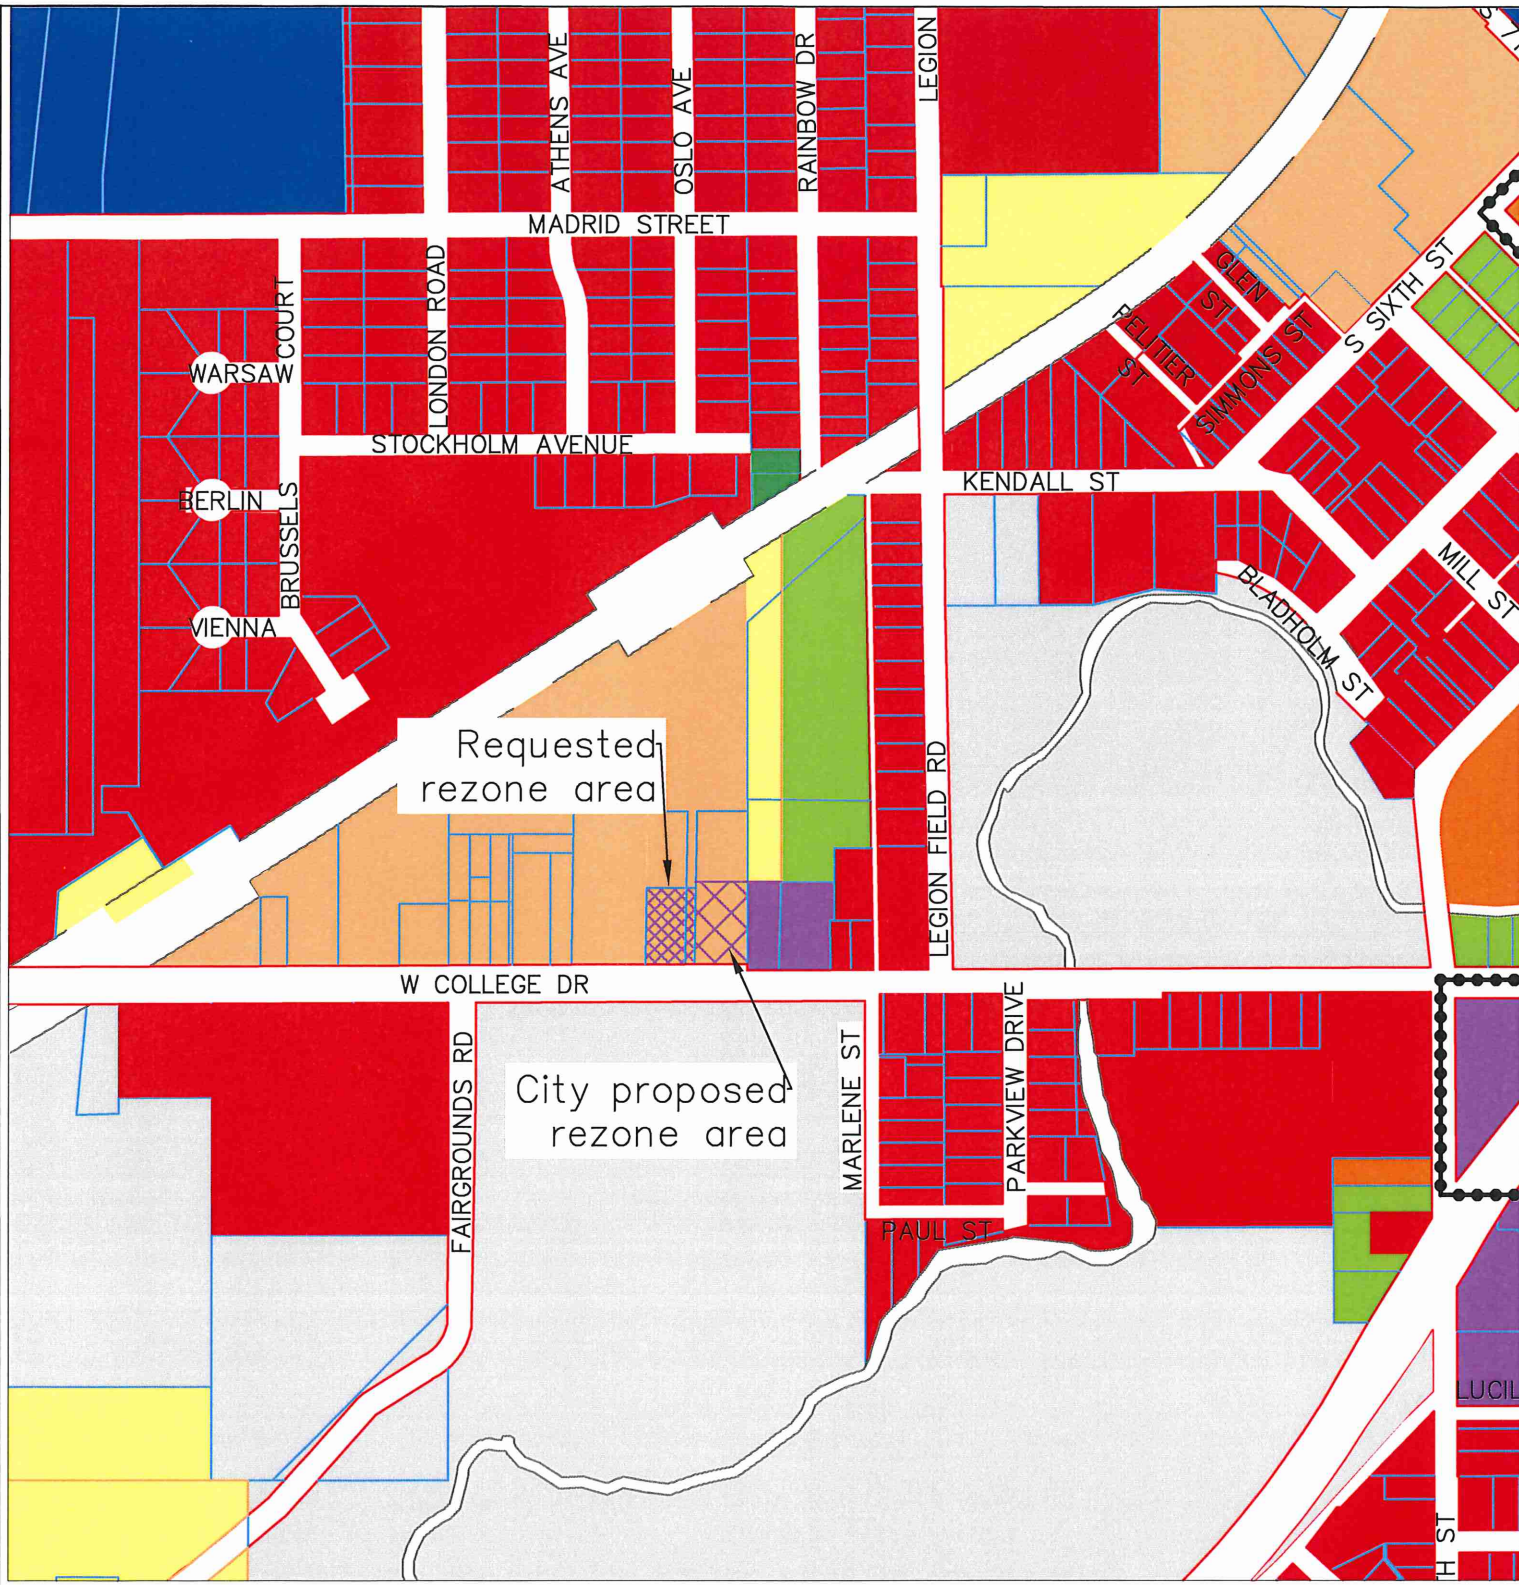 LEGION
S 7T
ATHENS AVE
OSLO AVE
RAINBOW DR
MADRID STREET
LONDON ROAD
COURT
WARSAW
STOCKHOLM AVENUE
BERLIN
BRUSSELS
VIENNA
GLEN
ST
PELITIER
ST
SIMMONS ST
S SIXTH ST
KENDALL ST
MILL ST
BLADHOLM ST
Requested
rezone area
LEGION FIELD RD
W COLLEGE DR
FAIRGROUNDS RD
City proposed
rezone area
MARLENE ST
PARKVIEW DRIVE
PAUL ST
LUCIL
H ST